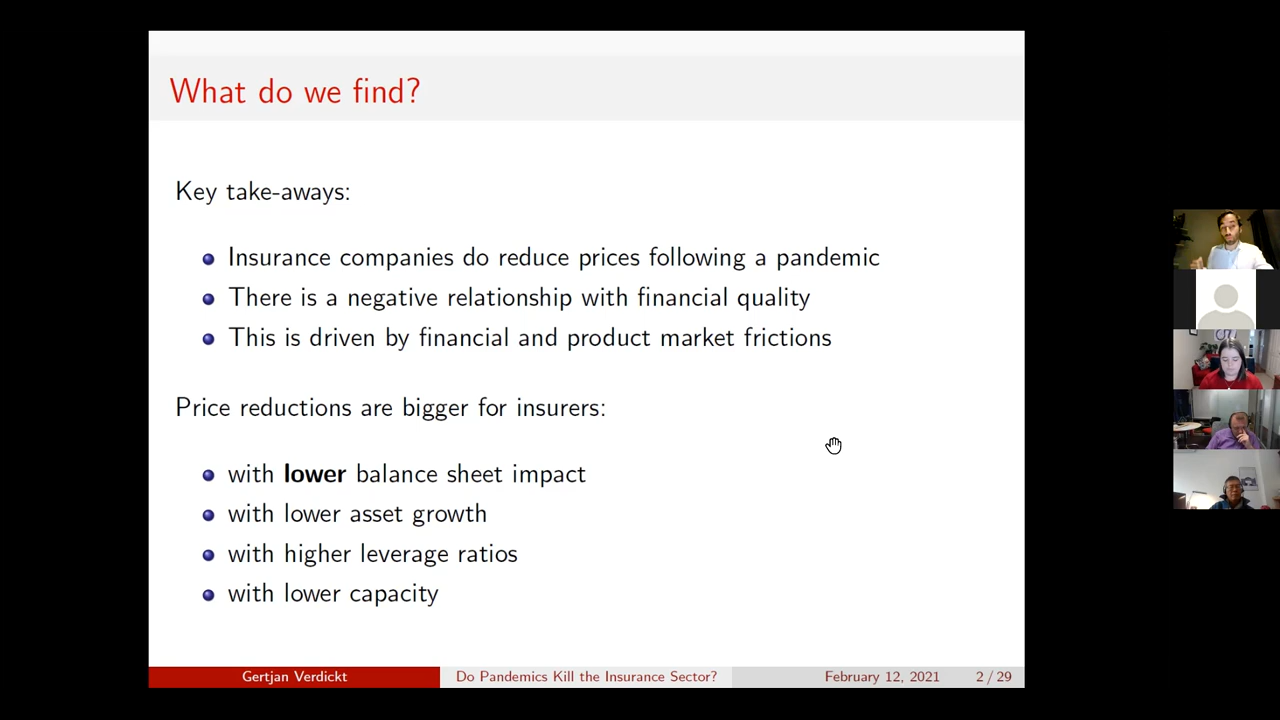 What do we find?
Key take-aways:
Insurance companies do reduce prices following a pandemic
There is a negative relationship with financial quality
This is driven by financial and product market frictions
Price reductions are bigger for insurers:
with lower balance sheet impact
with lower asset growth
with higher leverage ratios
with lower capacity
Gertjan Verdickt Do Pandemics Kill the Insurance Sector? February 12, 2021 2 / 29